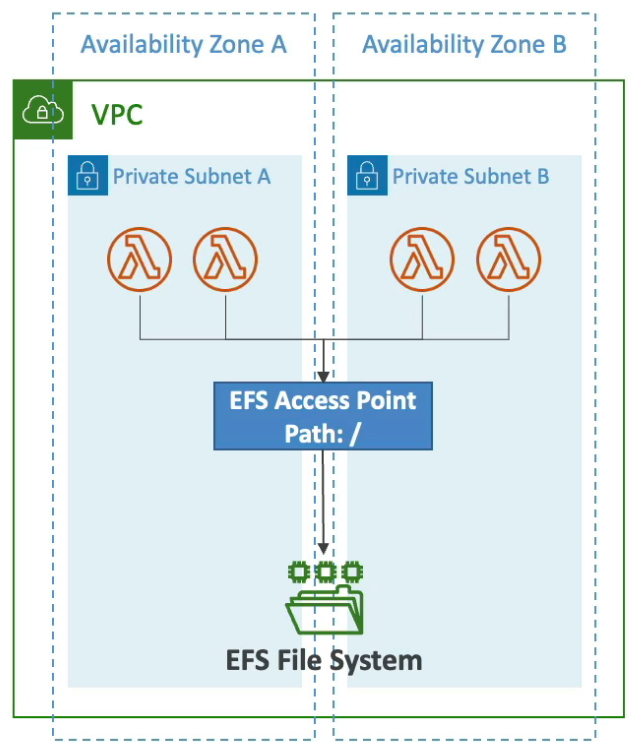 Availability Zone A
Availability Zone B
VPC
Private Subnet A
Private Subnet B
EFS Access Point
Path: /
EFS File System